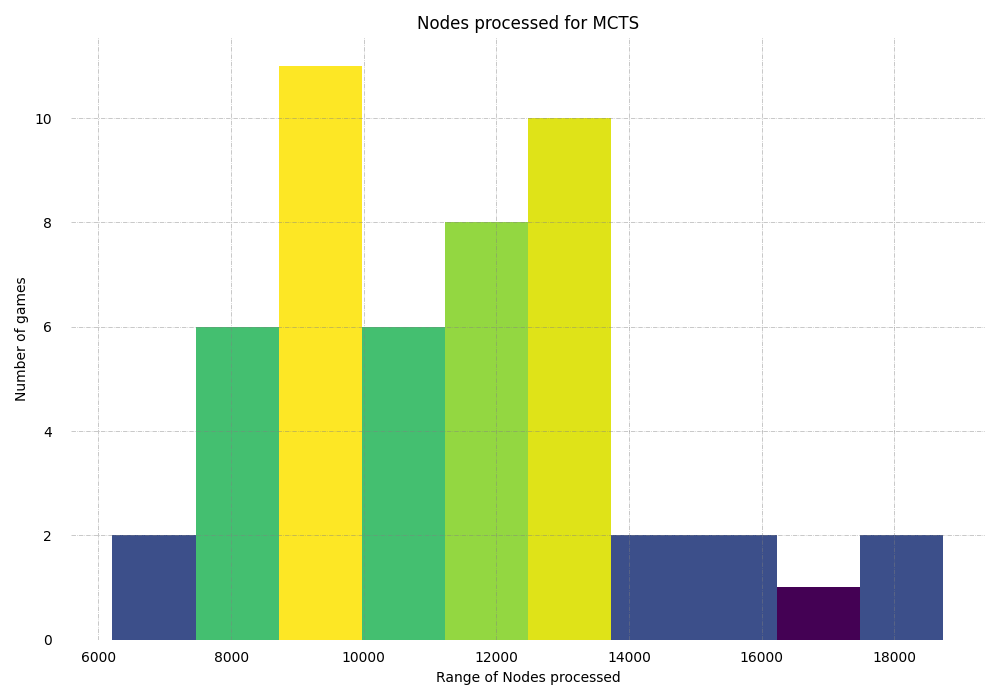 Nodes processed for MCTS
10
8
6
4
2
0
Number of games
6000 8000 10000 12000 14000 16000 18000
Range of Nodes processed